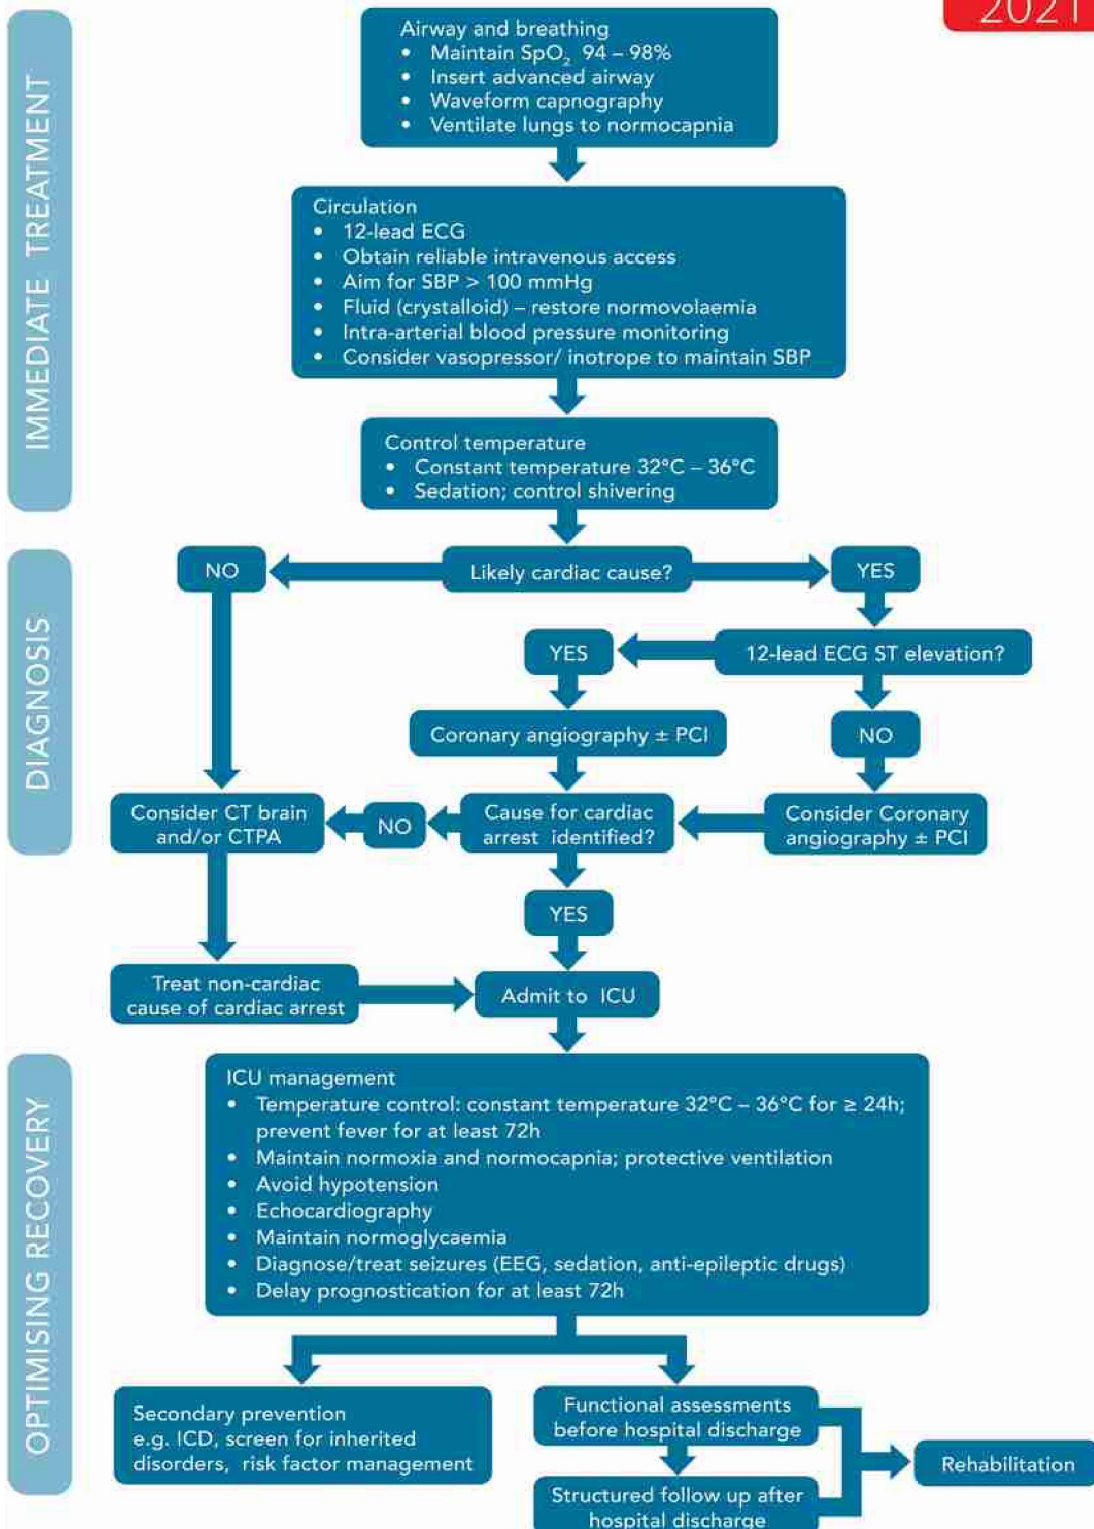 2021
IMMEDIATE TREATMENT
Airway and breathing
• Maintain SpO₂ 94 – 98%
• Insert advanced airway
• Waveform capnography
• Ventilate lungs to normocapnia
Circulation
• 12-lead ECG
• Obtain reliable intravenous access
• Aim for SBP > 100 mmHg
• Fluid (crystalloid) – restore normovolaemia
• Intra-arterial blood pressure monitoring
• Consider vasopressor/ inotrope to maintain SBP
Control temperature
• Constant temperature 32°C – 36°C
• Sedation; control shivering
DIAGNOSIS
NO
Likely cardiac cause?
YES
YES
12-lead ECG ST elevation?
Coronary angiography ± PCI
NO
Consider CT brain
and/or CTPA
NO
Cause for cardiac
arrest identified?
Consider Coronary
angiography ± PCI
YES
Treat non-cardiac
cause of cardiac arrest
Admit to ICU
OPTIMISING RECOVERY
ICU management
• Temperature control: constant temperature 32°C – 36°C for ≥ 24h;
prevent fever for at least 72h
• Maintain normoxia and normocapnia; protective ventilation
• Avoid hypotension
• Echocardiography
• Maintain normoglycaemia
• Diagnose/treat seizures (EEG, sedation, anti-epileptic drugs)
• Delay prognostication for at least 72h
Secondary prevention
e.g. ICD, screen for inherited
disorders, risk factor management
Functional assessments
before hospital discharge
Structured follow up after
hospital discharge
Rehabilitation